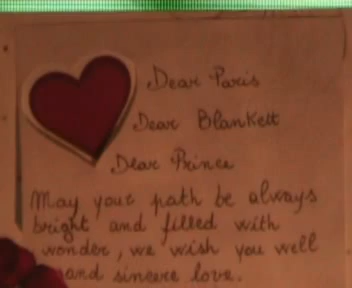 Dear Paris
Dear Blankett
Dear Prince
May your path be always
bright and filled with
wonder, we wish you well
and sincere love.